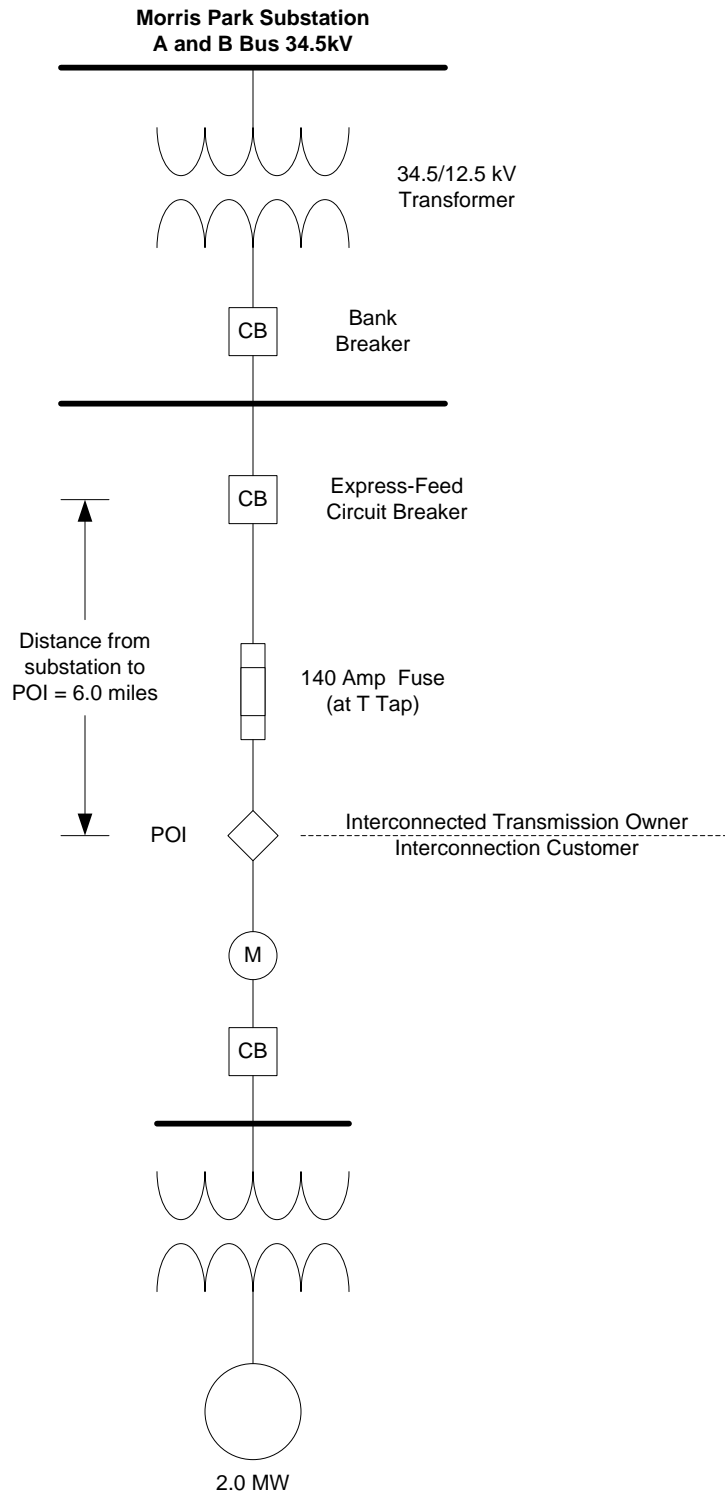 Morris Park Substation
A and B Bus 34.5kV
34.5/12.5 kV
Transformer
CB
Bank
Breaker
CB
Express-Feed
Circuit Breaker
Distance from
substation to
POI = 6.0 miles
140 Amp  Fuse
(at T Tap)
POI
Interconnected Transmission Owner
Interconnection Customer
M
CB
2.0 MW